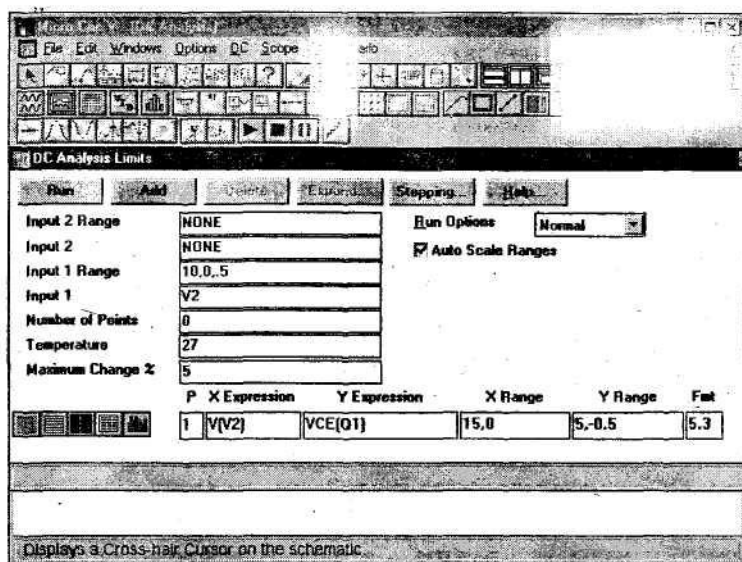 File Edit Windows Options DC Scope
DC Analysis Limits
Run Add Delete Expand... Stepping... Help...
Input 2 Range NONE Run Options Normal
Input 2 NONE Auto Scale Ranges
Input 1 Range 10,0,.5
Input 1 V2
Number of Points 0
Temperature 27
Maximum Change % 5
P X Expression Y Expression X Range Y Range Fmt
1 V(V2) VCE(Q1) 15,0 5,-0.5 5.3
Displays a Cross-hair Cursor on the schematic.